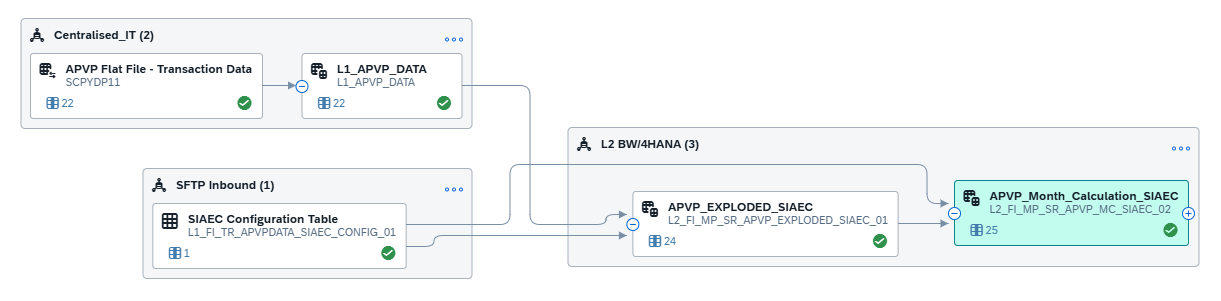 Centralised_IT (2)
APVP Flat File - Transaction Data
SCPYDP11
22
L1_APVP_DATA
L1_APVP_DATA
22
L2 BW/4HANA (3)
SFTP Inbound (1)
SIAEC Configuration Table
L1_FI_TR_APVPDATA_SIAEC_CONFIG_01
1
APVP_EXPLODED_SIAEC
L2_FI_MP_SR_APVP_EXPLODED_SIAEC_01
24
APVP_Month_Calculation_SIAEC
L2_FI_MP_SR_APVP_MC_SIAEC_02
25